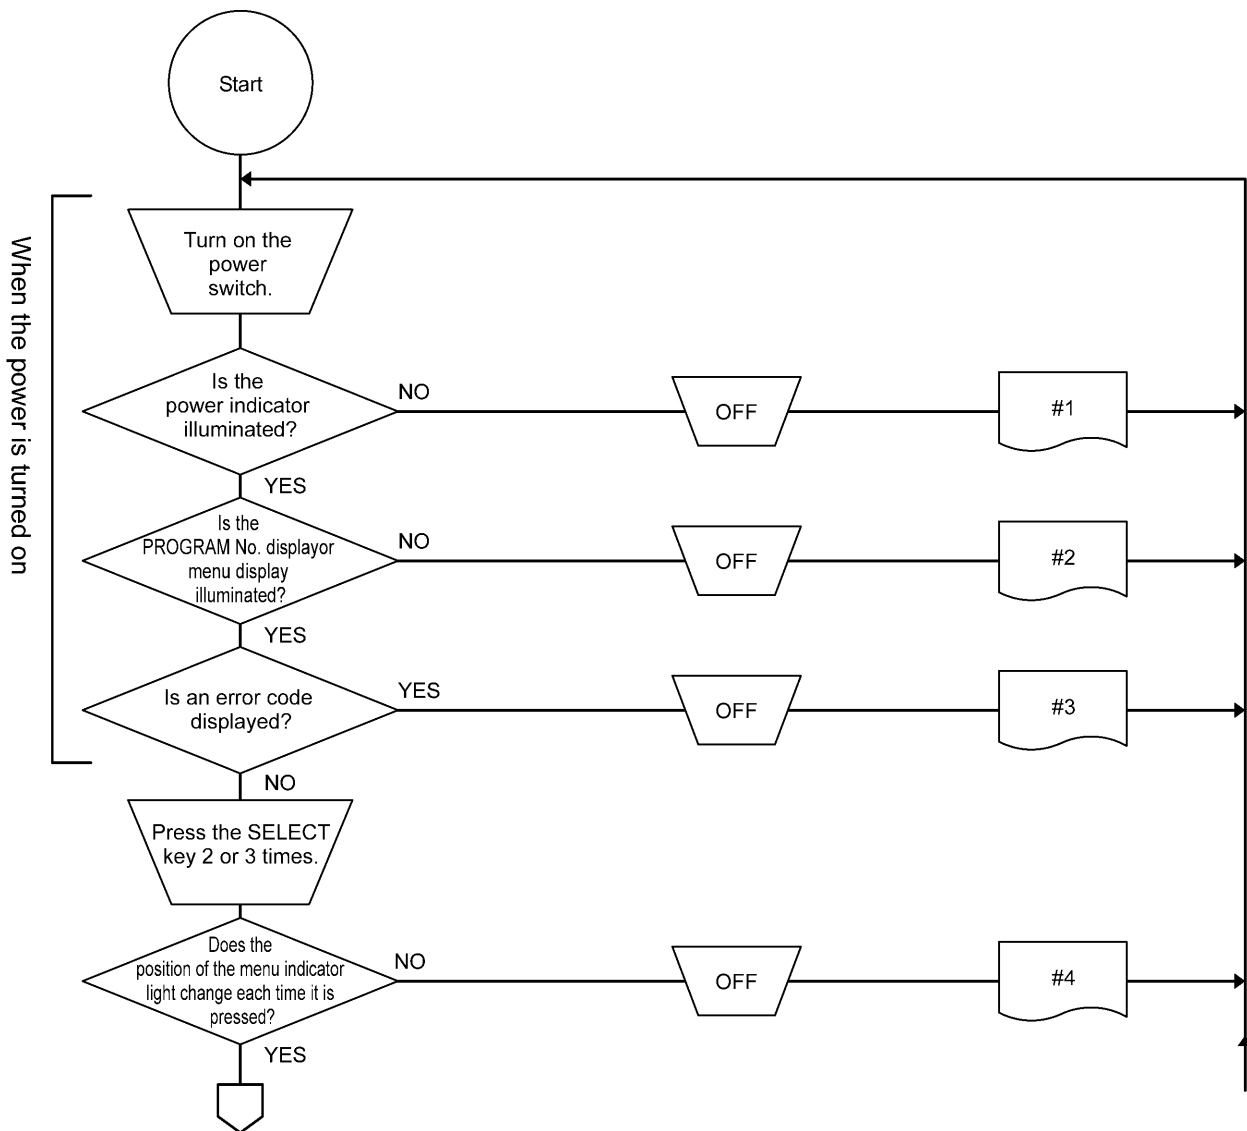 Start
When the power is turned on
Turn on the
power
switch.
Is the
power indicator
illuminated?
NO
OFF
#1
YES
Is the
PROGRAM No. displayor
menu display
illuminated?
NO
OFF
#2
YES
Is an error code
displayed?
YES
OFF
#3
NO
Press the SELECT
key 2 or 3 times.
Does the
position of the menu indicator
light change each time it is
pressed?
NO
OFF
#4
YES